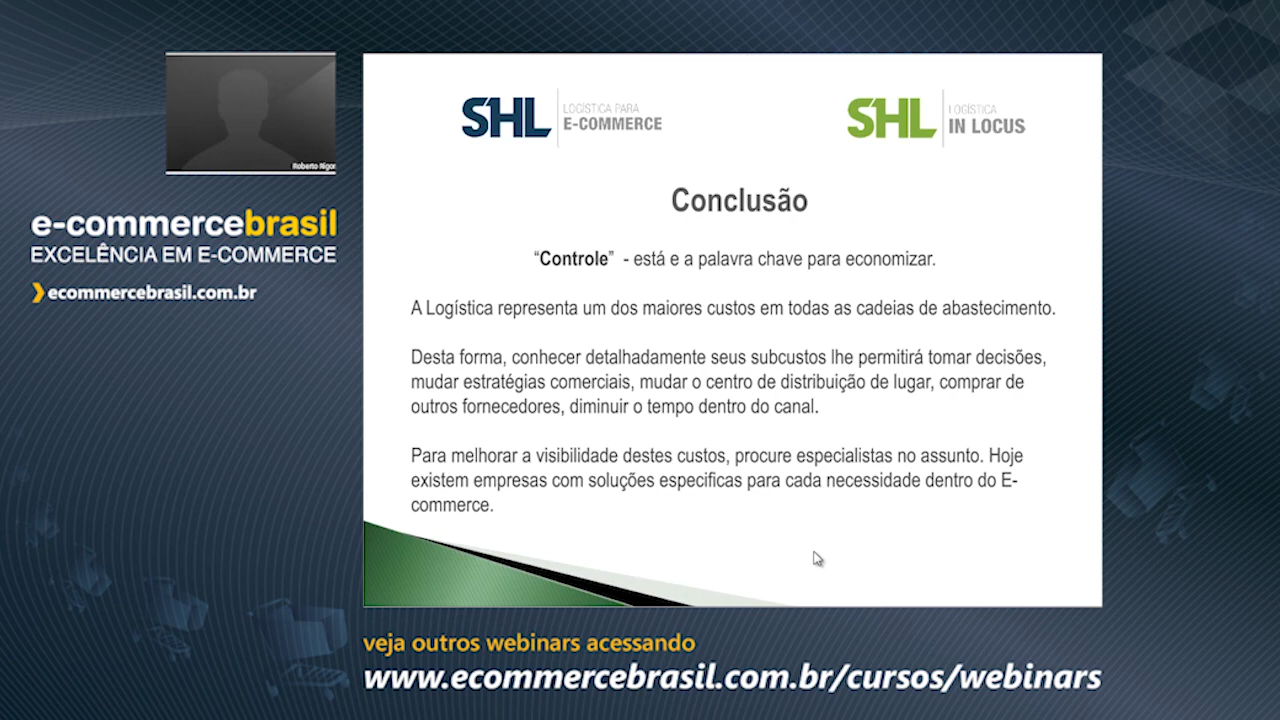 Roberto Rigor
e-commercebrasil
EXCELÊNCIA EM E-COMMERCE
ecommercebrasil.com.br
SHL LOGÍSTICA PARA
E-COMMERCE
SHL LOGÍSTICA
IN LOCUS
Conclusão
“Controle” - está e a palavra chave para economizar.
A Logística representa um dos maiores custos em todas as cadeias de abastecimento.
Desta forma, conhecer detalhadamente seus subcustos lhe permitirá tomar decisões,
mudar estratégias comerciais, mudar o centro de distribuição de lugar, comprar de
outros fornecedores, diminuir o tempo dentro do canal.
Para melhorar a visibilidade destes custos, procure especialistas no assunto. Hoje
existem empresas com soluções especificas para cada necessidade dentro do E-
commerce.
veja outros webinars acessando
www.ecommercebrasil.com.br/cursos/webinars